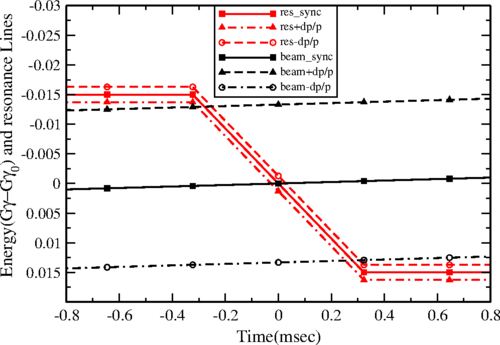 res_sync
res+dp/p
res-dp/p
beam_sync
beam+dp/p
beam-dp/p
Energy(Gγ-Gγ0) and resonance Lines
-0.03
-0.025
-0.02
-0.015
-0.01
-0.005
0
0.005
0.01
0.015
-0.8
-0.6
-0.4
-0.2
0
0.2
0.4
0.6
0.8
Time(msec)